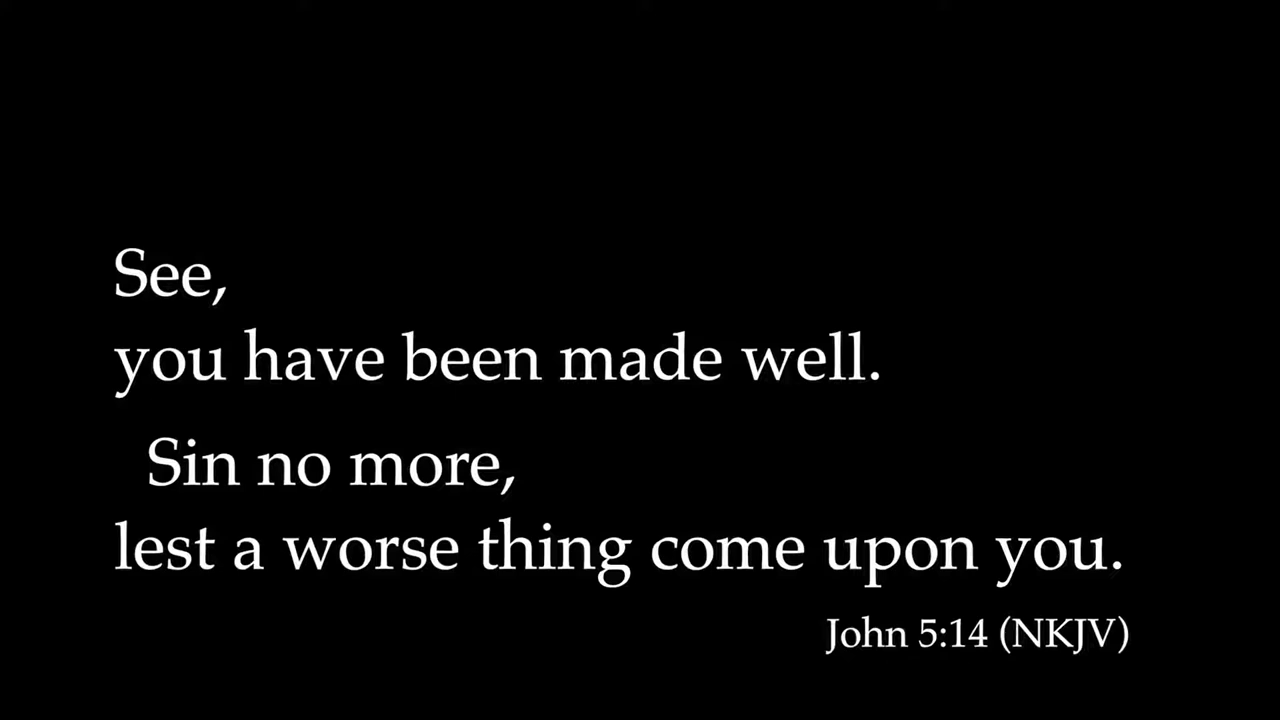 See,
you have been made well.
Sin no more,
lest a worse thing come upon you.
John 5:14 (NKJV)